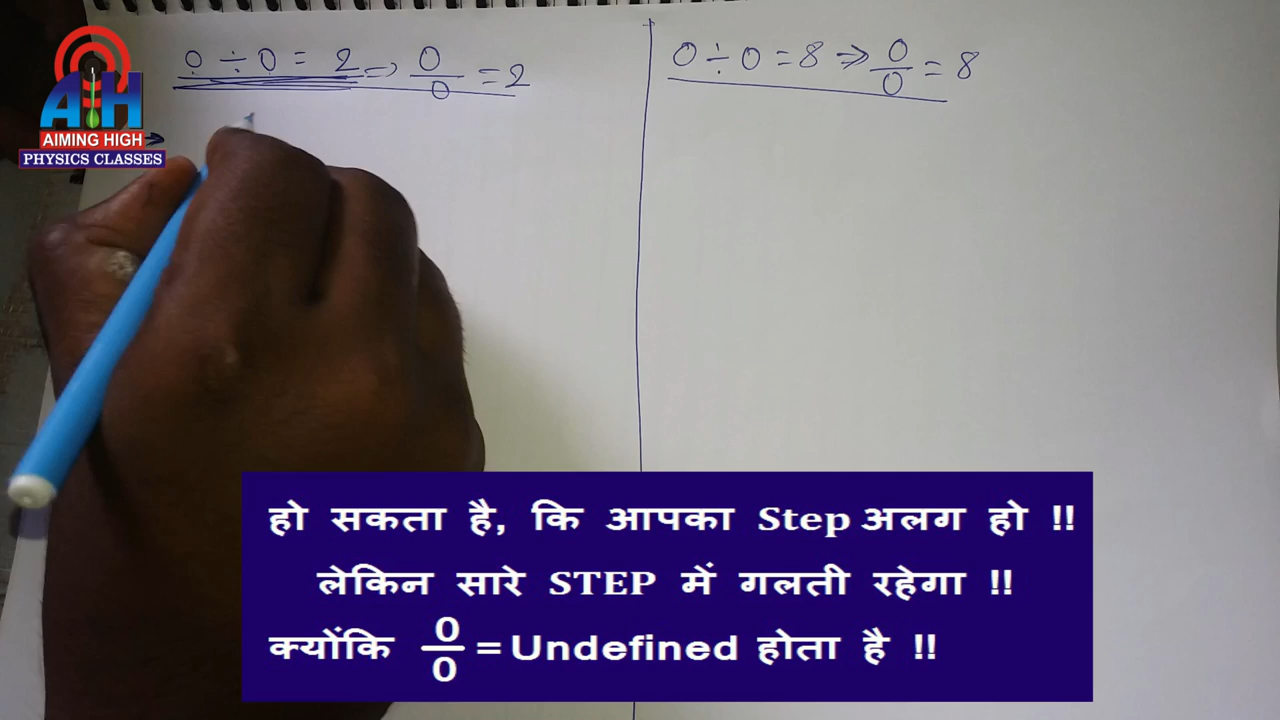 0 ÷ 0 = 2 => 0/0 = 2
0 ÷ 0 = 8 => 0/0 = 8
AH
AIMING HIGH
PHYSICS CLASSES
हो सकता है, कि आपका Step अलग हो !!
लेकिन सारे STEP में गलती रहेगा !!
क्योंकि 0/0 = Undefined होता है !!